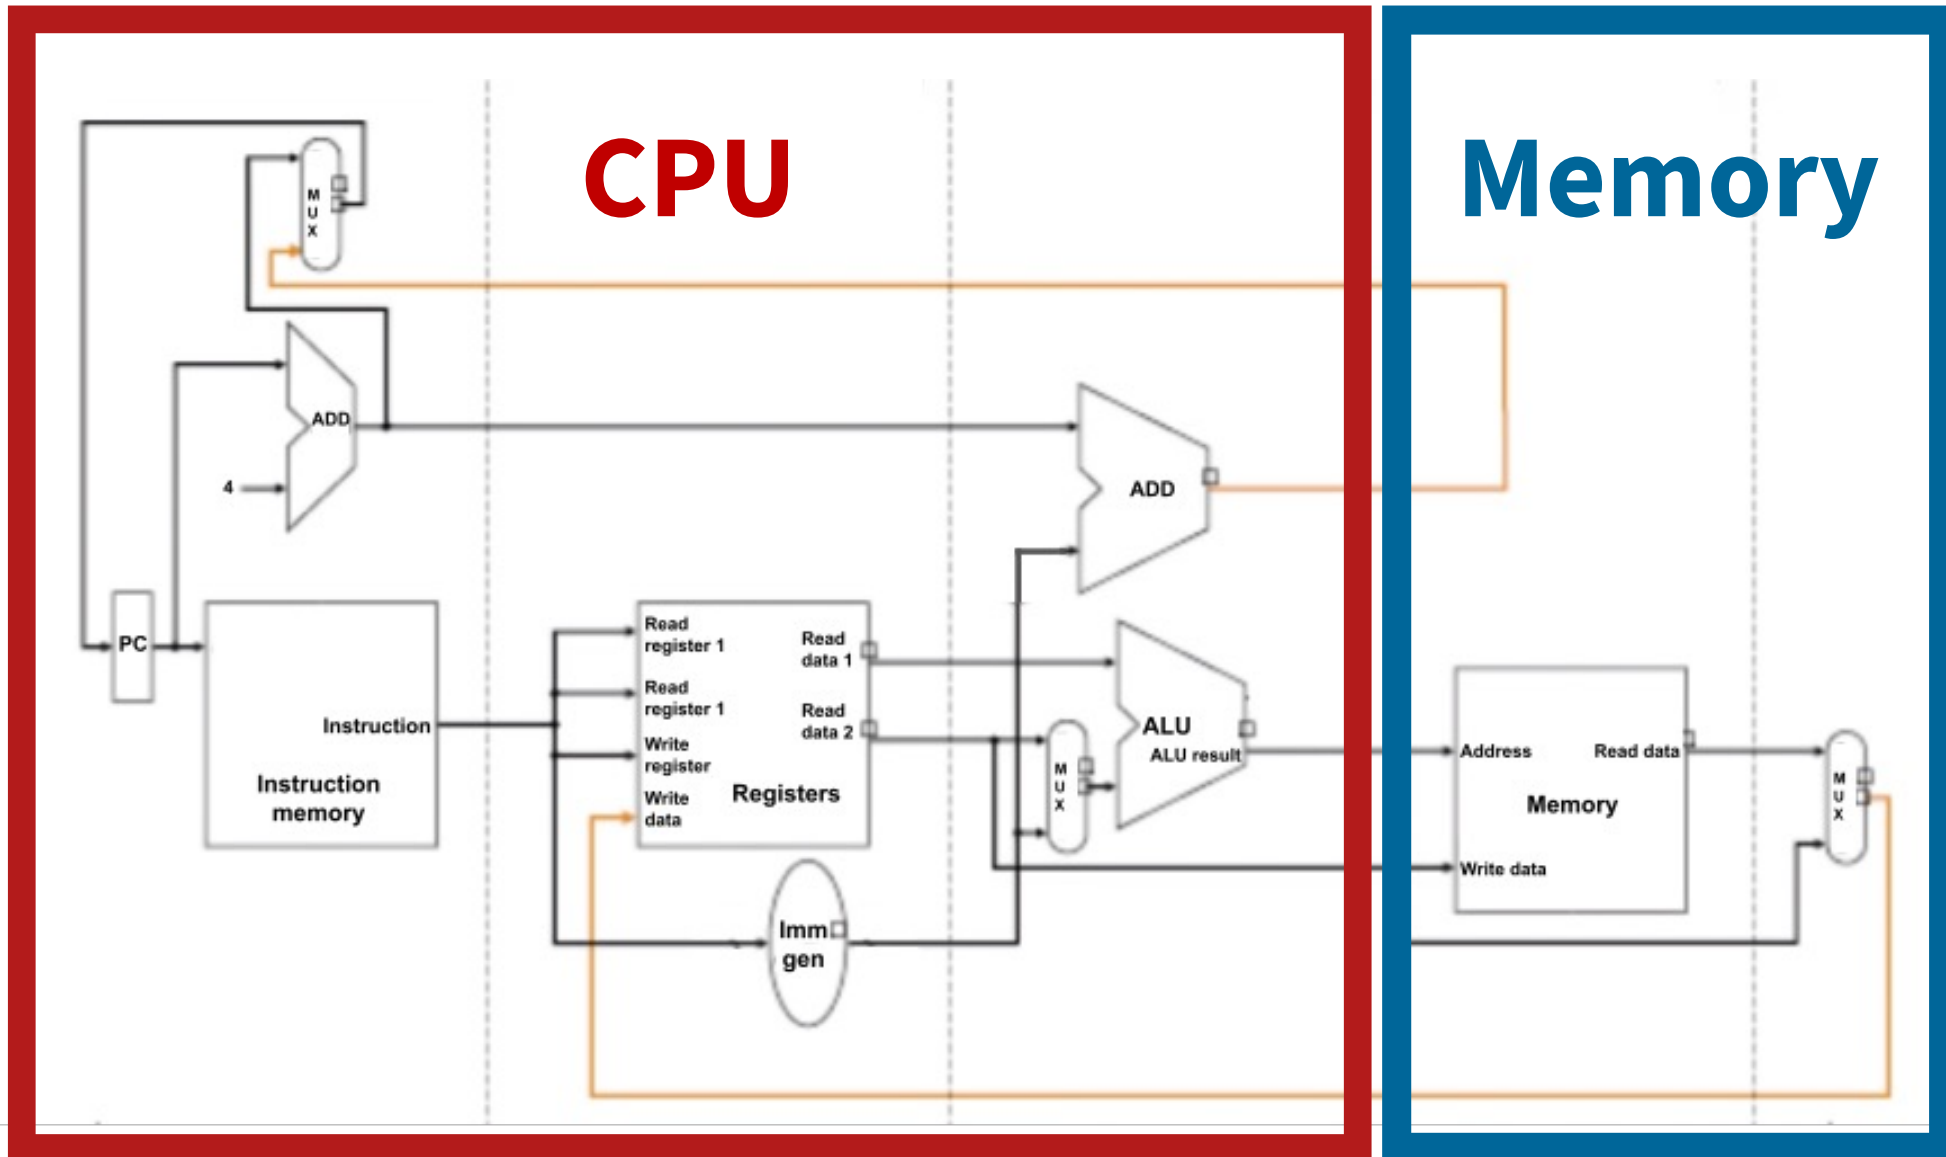 CPU
Memory
M
U
X
ADD
4
ADD
PC
Instruction
Instruction
memory
Read
register 1
Read
register 1
Write
register
Write
data
Read
data 1
Read
data 2
Registers
Imm
gen
M
U
X
ALU
ALU result
Address
Read data
Memory
Write data
M
U
X